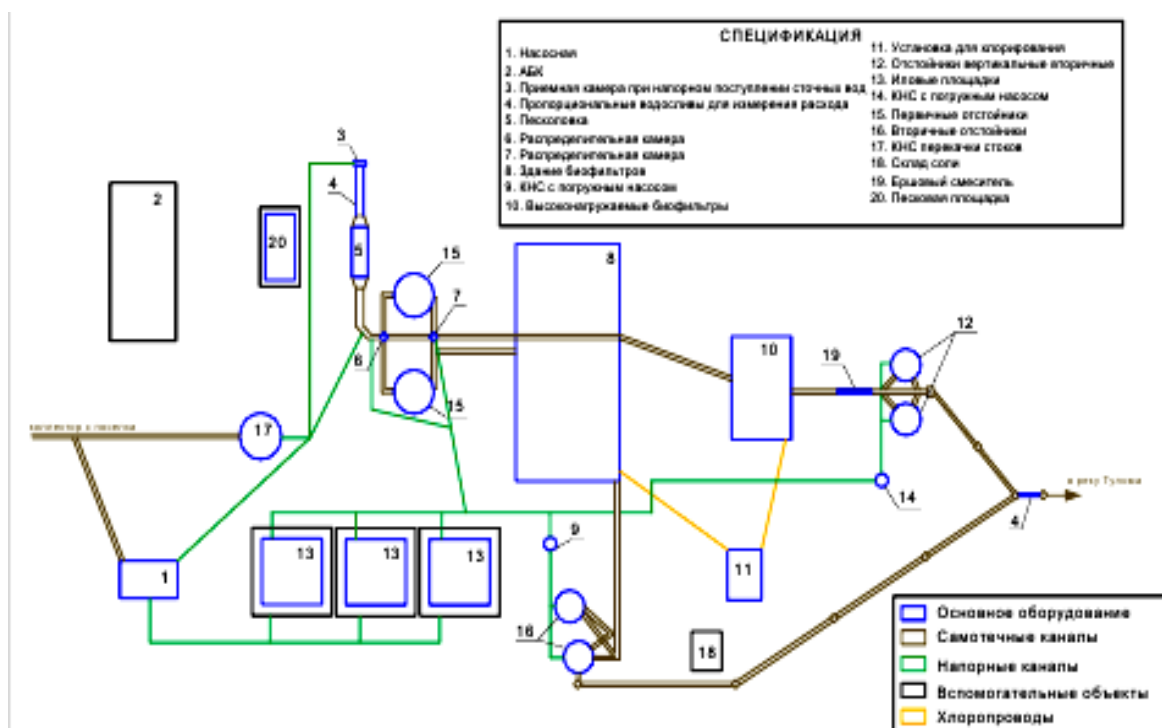 СПЕЦИФИКАЦИЯ
1. Насосная
2. АБК
3. Приемная камера при напорном поступлении сточных вод
4. Пропорциональные водосливы для измерения расхода
5. Песколовка
6. Распределительная камера
7. Распределительная камера
8. Здание биофильтров
9. КНС с погружным насосом
10. Высоконагружаемые биофильтры
11. Установка для хлорирования
12. Отстойники вертикальные вторичные
13. Иловые площадки
14. КНС с погружным насосом
15. Первичные отстойники
16. Вторичные отстойники
17. КНС перекачки стоков
18. Склад соли
19. Ершовый смеситель
20. Песковая площадка
3
2
4
20
5
15
8
7
12
6
10
19
15
17
коллектор с поселка
в реку Тулома
14
4
9
13
13
13
1
11
16
18
Основное оборудование
Самотечные каналы
Напорные каналы
Вспомогательные объекты
Хлоропроводы